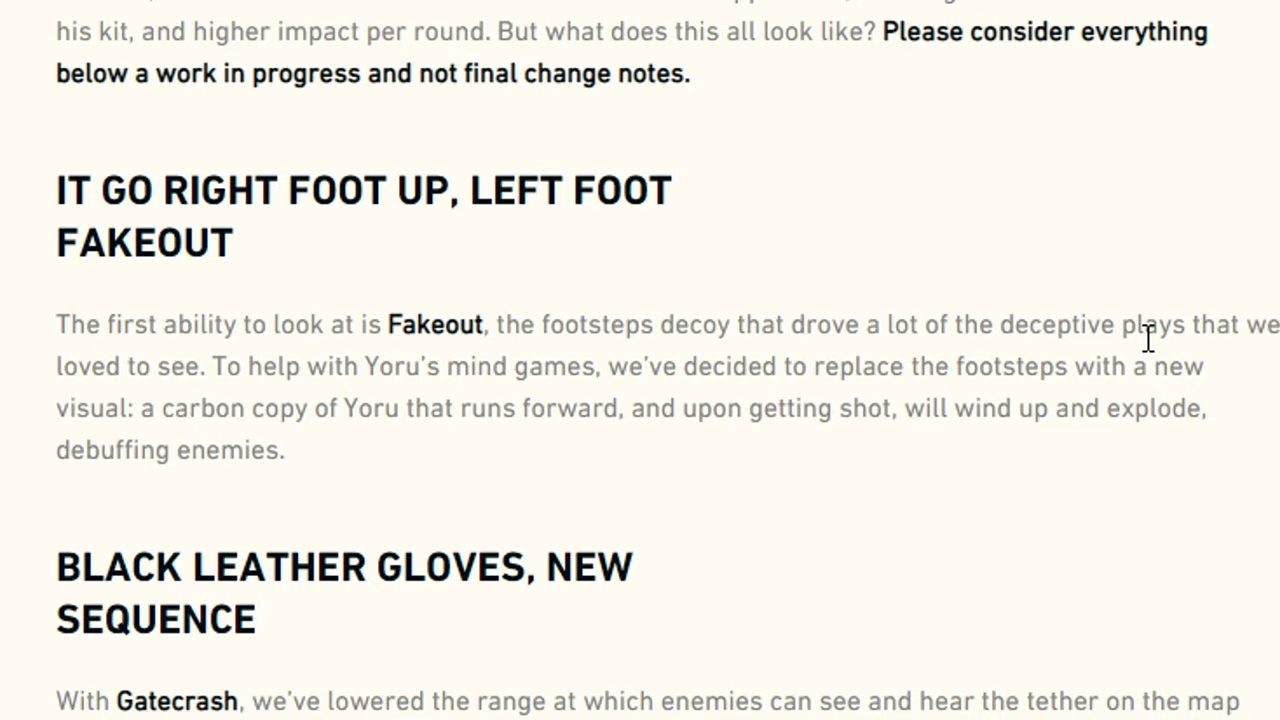 his kit, and higher impact per round. But what does this all look like? Please consider everything
below a work in progress and not final change notes.
IT GO RIGHT FOOT UP, LEFT FOOT
FAKEOUT
The first ability to look at is Fakeout, the footsteps decoy that drove a lot of the deceptive plays that we
loved to see. To help with Yoru’s mind games, we’ve decided to replace the footsteps with a new
visual: a carbon copy of Yoru that runs forward, and upon getting shot, will wind up and explode,
debuffing enemies.
BLACK LEATHER GLOVES, NEW
SEQUENCE
With Gatecrash, we’ve lowered the range at which enemies can see and hear the tether on the map